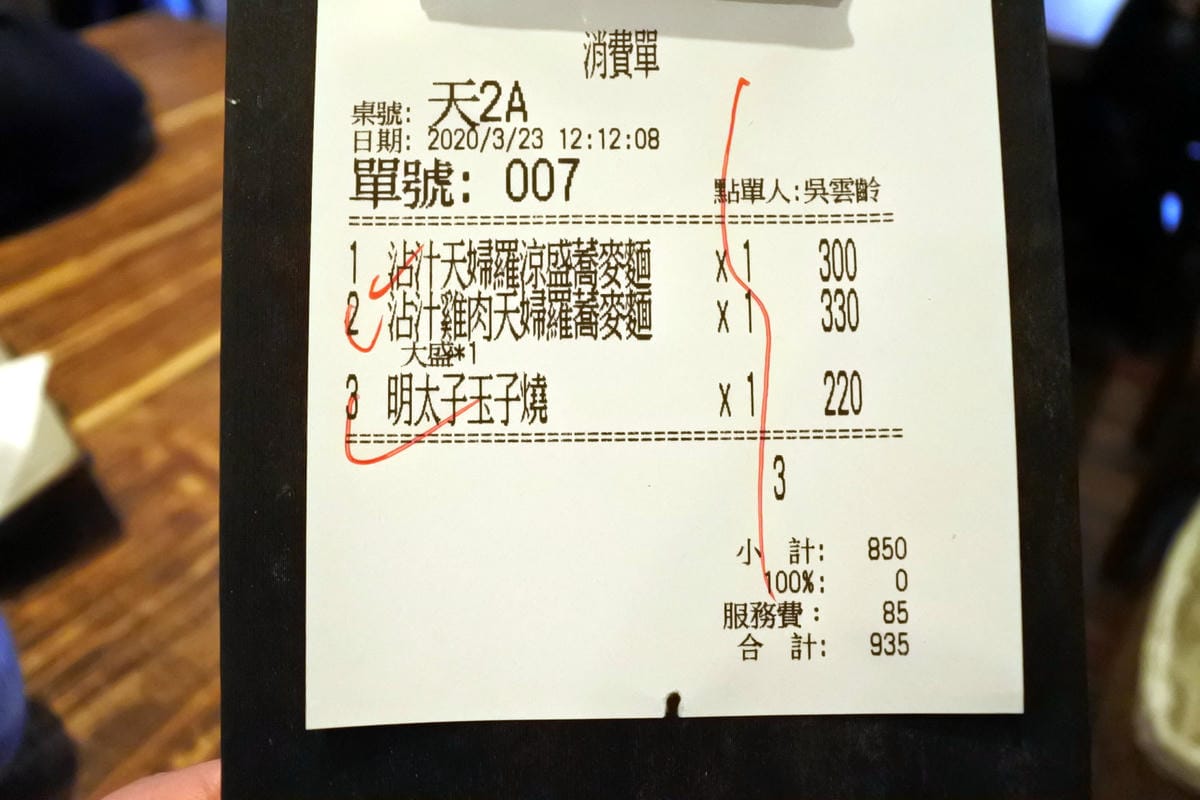 消費單
桌號: 天2A
日期: 2020/3/23 12:12:08
單號: 007 點單人:吳雲齡
1 沾汁天婦羅涼盛蕎麥麵 x 1 300
2 沾汁雞肉天婦羅蕎麥麵 x 1 330
大盛*1
3 明太子玉子燒 x 1 220
3
小 計: 850
100%: 0
服務費: 85
合 計: 935